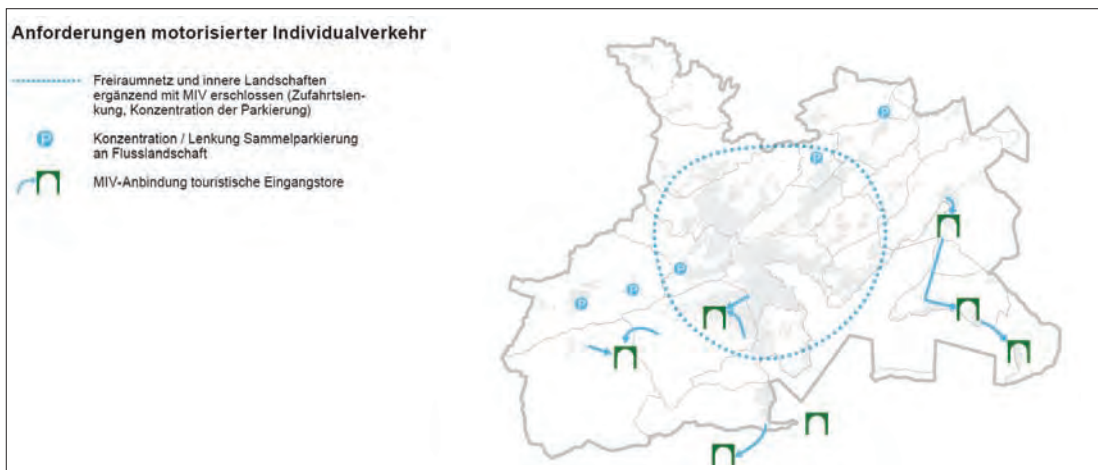 Anforderungen motorisierter Individualverkehr
Freiraumnetz und innere Landschaften
ergänzend mit MIV erschlossen (Zufahrtslen-
kung, Konzentration der Parkierung)
P
Konzentration / Lenkung Sammelparkierung
an Flusslandschaft
MIV-Anbindung touristische Eingangstore
P
P
P
P
P